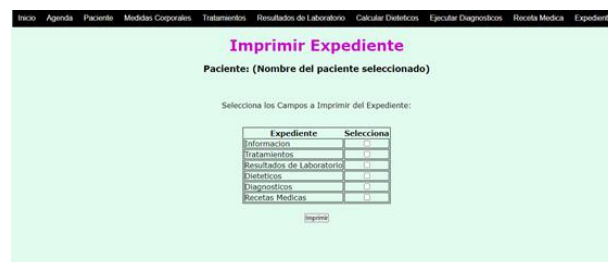 Inicio Agenda Paciente Medidas Corporales Tratamientos Resultados de Laboratorio Calcular Dieteticos Ejecutar Diagnosticos Receta Medica Expedient
Imprimir Expediente
Paciente: (Nombre del paciente seleccionado)
Selecciona los Campos a Imprimir del Expediente:
Expediente Selecciona
Informacion
Tratamientos
Resultados de Laboratorio
Dieteticos
Diagnosticos
Recetas Medicas
Imprimir